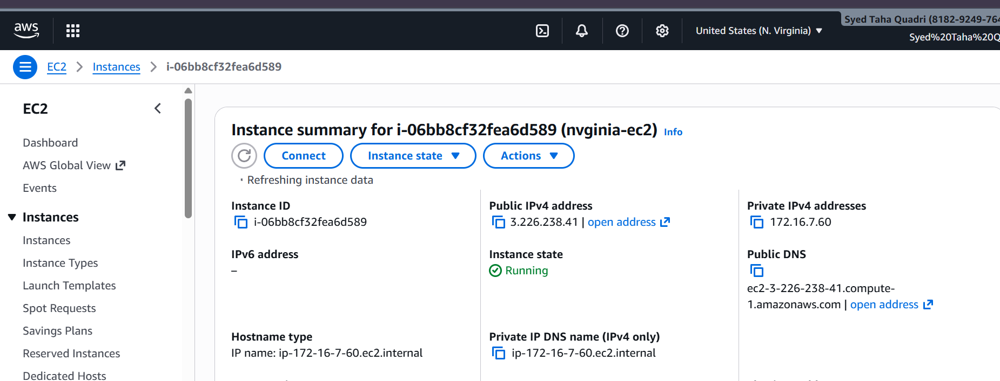 aws
United States (N. Virginia)
Syed Taha Quadri (8182-9249-764
Syed%20Taha%20Q
EC2 > Instances > i-06bb8cf32fea6d589
EC2
Dashboard
AWS Global View
Events
Instances
Instances
Instance Types
Launch Templates
Spot Requests
Savings Plans
Reserved Instances
Dedicated Hosts
Instance summary for i-06bb8cf32fea6d589 (nvginia-ec2) Info
Connect
Instance state
Actions
Refreshing instance data
Instance ID
i-06bb8cf32fea6d589
Public IPv4 address
3.226.238.41 | open address
Private IPv4 addresses
172.16.7.60
IPv6 address
–
Instance state
Running
Public DNS
ec2-3-226-238-41.compute-
1.amazonaws.com | open address
Hostname type
IP name: ip-172-16-7-60.ec2.internal
Private IP DNS name (IPv4 only)
ip-172-16-7-60.ec2.internal